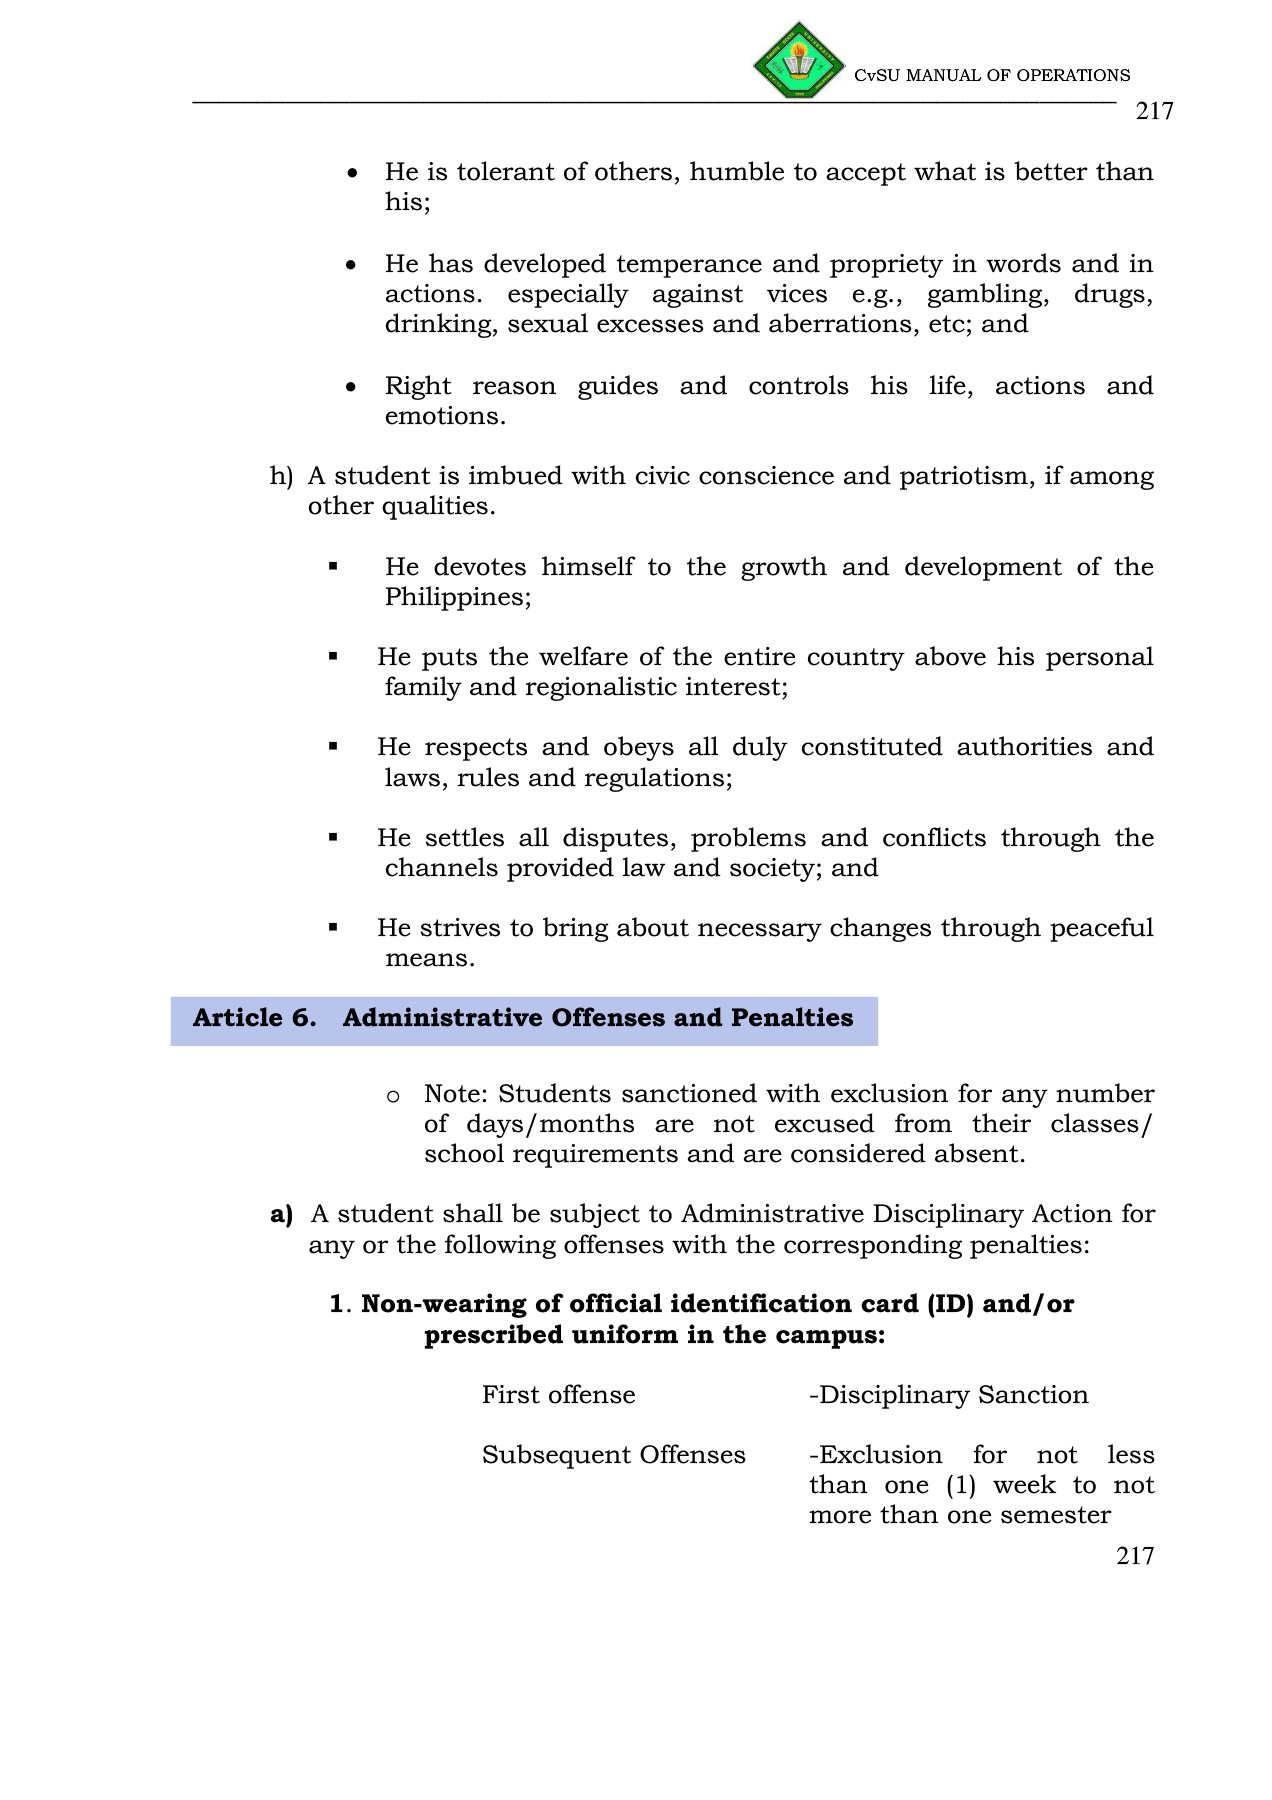 CvSU MANUAL OF OPERATIONS
217
• He is tolerant of others, humble to accept what is better than
his;
• He has developed temperance and propriety in words and in
actions. especially against vices e.g., gambling, drugs,
drinking, sexual excesses and aberrations, etc; and
• Right reason guides and controls his life, actions and
emotions.
h) A student is imbued with civic conscience and patriotism, if among
other qualities.
▪ He devotes himself to the growth and development of the
Philippines;
▪ He puts the welfare of the entire country above his personal
family and regionalistic interest;
▪ He respects and obeys all duly constituted authorities and
laws, rules and regulations;
▪ He settles all disputes, problems and conflicts through the
channels provided law and society; and
▪ He strives to bring about necessary changes through peaceful
means.
Article 6. Administrative Offenses and Penalties
o Note: Students sanctioned with exclusion for any number
of days/months are not excused from their classes/
school requirements and are considered absent.
a) A student shall be subject to Administrative Disciplinary Action for
any or the following offenses with the corresponding penalties:
1. Non-wearing of official identification card (ID) and/or
prescribed uniform in the campus:
First offense -Disciplinary Sanction
Subsequent Offenses -Exclusion for not less
than one (1) week to not
more than one semester
217